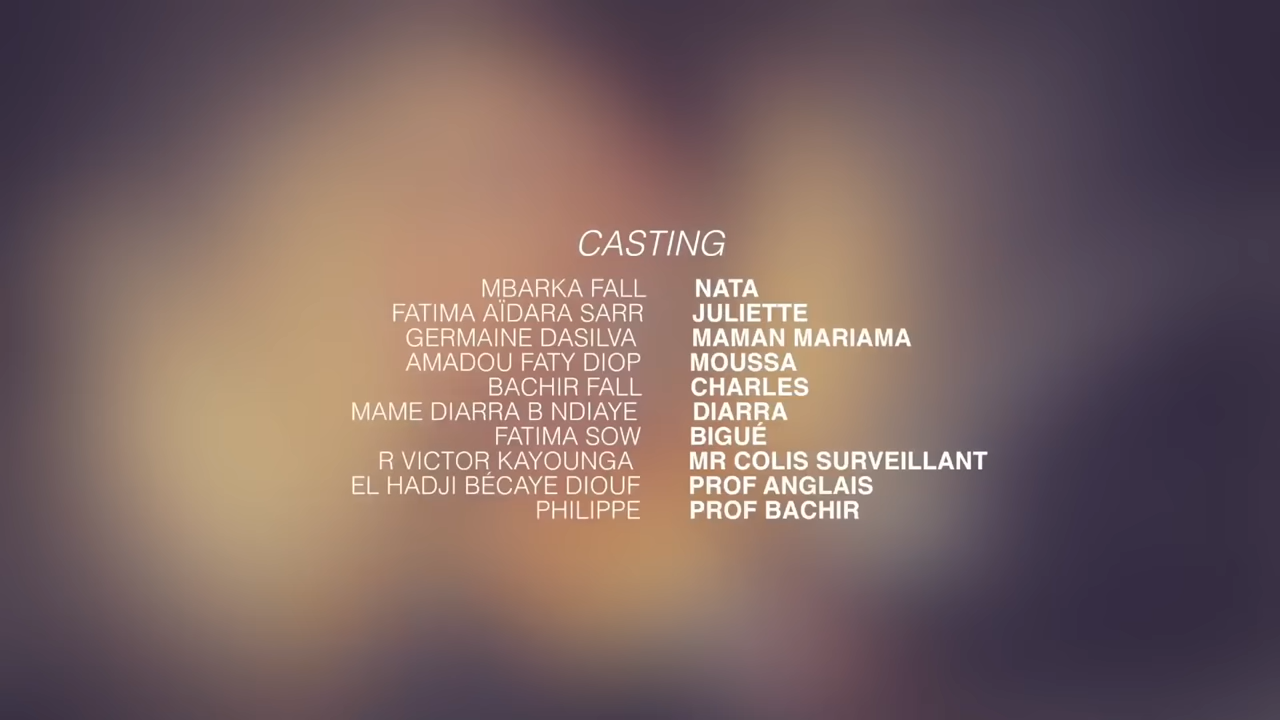 CASTING
MBARKA FALL NATA
FATIMA AÏDARA SARR JULIETTE
GERMAINE DASILVA MAMAN MARIAMA
AMADOU FATY DIOP MOUSSA
BACHIR FALL CHARLES
MAME DIARRA B NDIAYE DIARRA
FATIMA SOW BIGUÉ
R VICTOR KAYOUNGA MR COLIS SURVEILLANT
EL HADJI BÉCAYE DIOUF PROF ANGLAIS
PHILIPPE PROF BACHIR